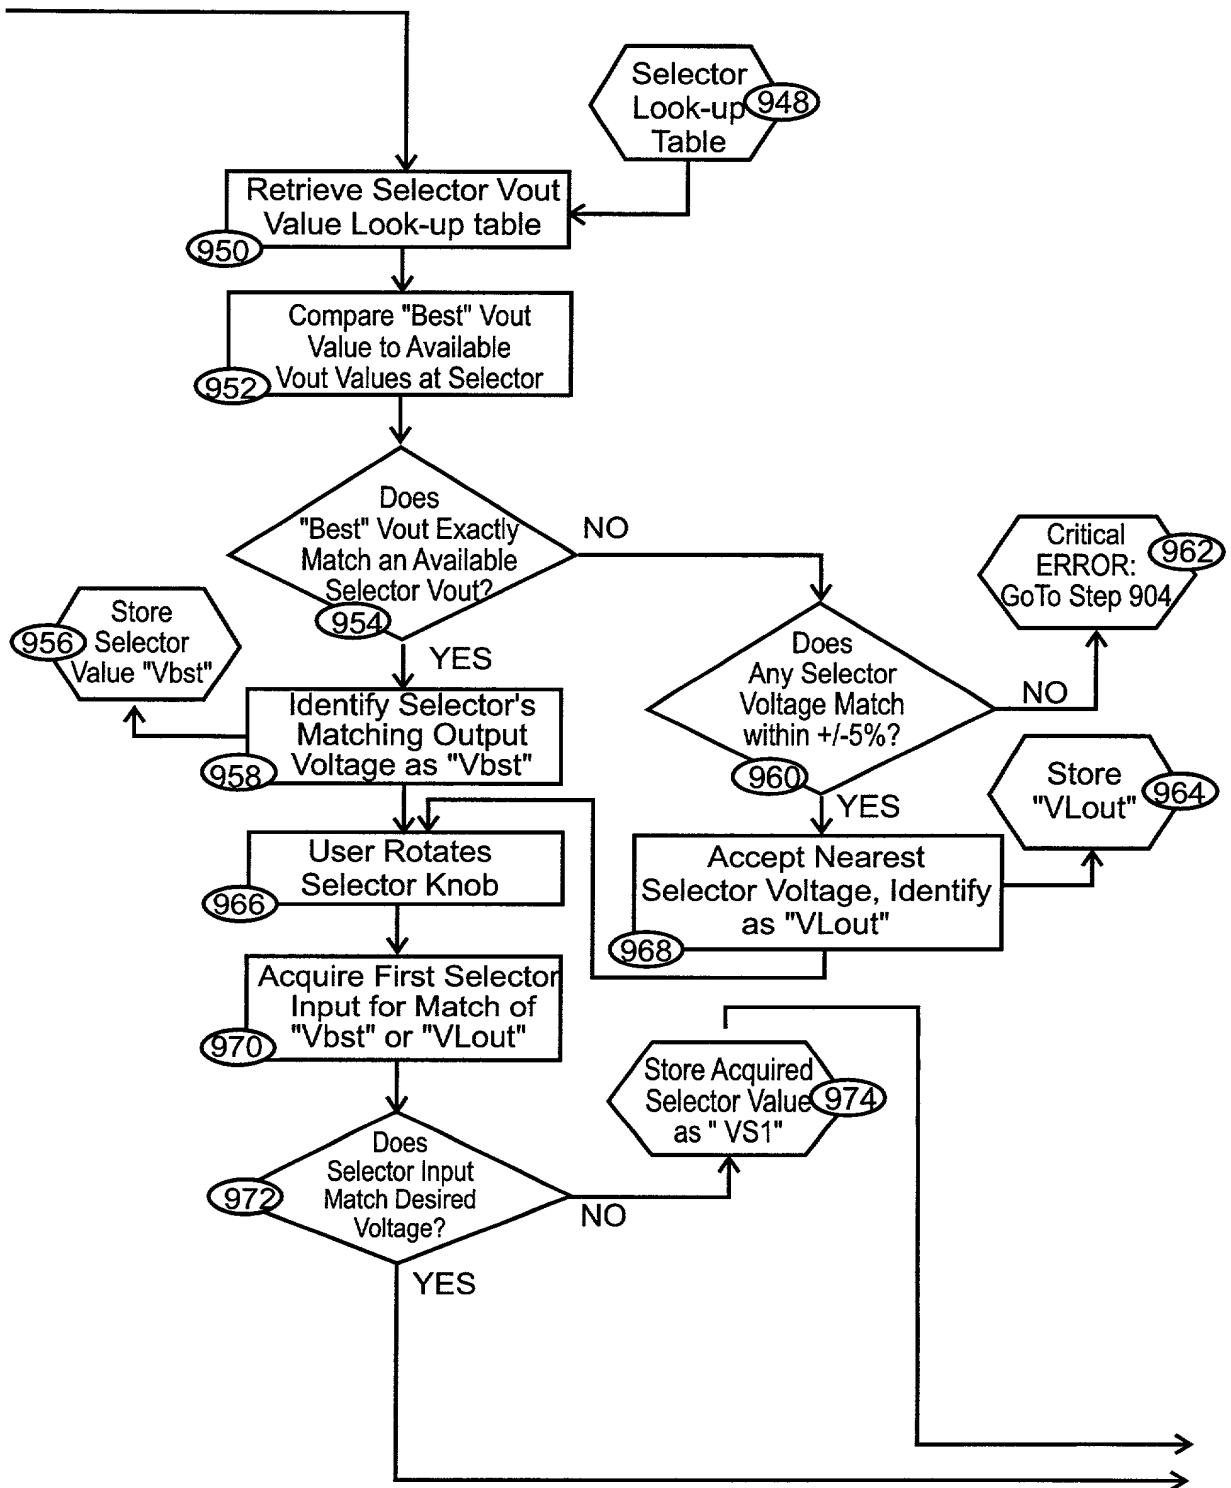 Selector
Look-up
Table
948
Retrieve Selector Vout
Value Look-up table
950
Compare "Best" Vout
Value to Available
Vout Values at Selector
952
Does
"Best" Vout Exactly
Match an Available
Selector Vout?
954
NO
YES
Critical
ERROR:
GoTo Step 904
962
Store
Selector
Value "Vbst"
956
Does
Any Selector
Voltage Match
within +/-5%?
960
NO
YES
Identify Selector's
Matching Output
Voltage as "Vbst"
958
Store
"VLout"
964
User Rotates
Selector Knob
966
Accept Nearest
Selector Voltage, Identify
as "VLout"
968
Acquire First Selector
Input for Match of
"Vbst" or "VLout"
970
Store Acquired
Selector Value
as " VS1"
974
Does
Selector Input
Match Desired
Voltage?
972
NO
YES